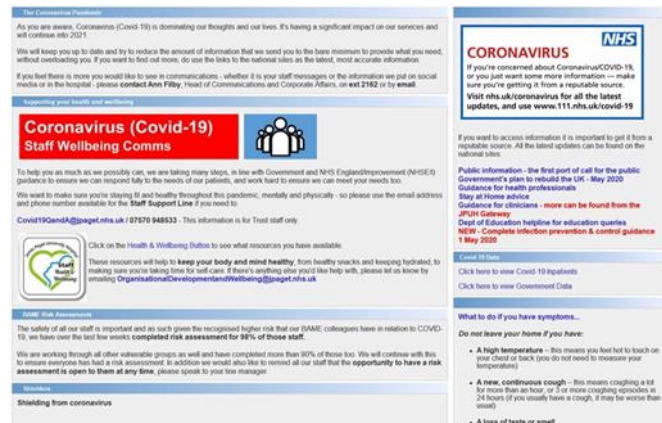 The Coronavirus Pandemic
As you are aware, Coronavirus (Covid-19) is dominating our thoughts and our lives. It's having a significant impact on our services and
will continue into 2021.
We will keep you up to date and try to reduce the amount of information that we send you to the bare minimum to provide what you need,
without overloading you. If you want to find out more, do use the links to the national sites as the latest, most accurate information.
If you feel there is more you would like to see in communications - whether it is your staff messages or the information we put on social
media or in the hospital - please contact Ann Filby, Head of Communications and Corporate Affairs, on ext 2162 or by email.
Supporting your health and wellbeing
Coronavirus (Covid-19)
Staff Wellbeing Comms
To help you as much as we possibly can, we are taking many steps, in line with Government and NHS England/Improvement (NHSE/I)
guidance to ensure we can respond fully to the needs of our patients, and work hard to ensure we can meet your needs too.
We want to make sure you're staying fit and healthy throughout this pandemic, mentally and physically - so please use the email address
and phone number available for the Staff Support Line if you need to.
Covid19QandA@jpaget.nhs.uk / 07570 948533 - This information is for Trust staff only
Staff
Health &
Wellbeing
Click on the Health & Wellbeing Button to see what resources you have available.
These resources will help to keep your body and mind healthy, from healthy snacks and keeping hydrated, to
making sure you're taking time for self-care. If there's anything else you'd like help with, please let us know by
emailing OrganisationalDevelopmentandWellbeing@jpaget.nhs.uk
BAME Risk Assessments
The safety of all our staff is important and as such given the recognised higher risk that our BAME colleagues have in relation to COVID-
19, we have over the last few weeks completed risk assessment for 98% of those staff.
We are working through all other vulnerable groups as well and have completed more than 90% of those too. We will continue with this
to ensure everyone has had a risk assessment. In addition we would also like to remind all our staff that the opportunity to have a risk
assessment is open to them at any time, please speak to your line manager.
Shielders
Shielding from coronavirus
NHS
CORONAVIRUS
If you're concerned about Coronavirus/COVID-19,
or you just want some more information — make
sure you're getting it from a reputable source.
Visit nhs.uk/coronavirus for all the latest
updates, and use www.111.nhs.uk/covid-19
If you want to access information it is important to get it from a
reputable source. All the latest updates can be found on the
national sites:
Public information - the first port of call for the public
Government's plan to rebuild the UK - May 2020
Guidance for health professionals
Stay at Home advice
Guidance for clinicians - more can be found from the
JPUH Gateway
Dept of Education helpline for education queries
NEW - Complete infection prevention & control guidance
1 May 2020
Covid 19 Data
Click here to view Covid-19 Inpatients
Click here to view Government Data
What to do if you have symptoms...
Do not leave your home if you have:
• A high temperature – this means you feel hot to touch on
your chest or back (you do not need to measure your
temperature)
• A new, continuous cough – this means coughing a lot
for more than an hour, or 3 or more coughing episodes in
24 hours (if you usually have a cough, it may be worse than
usual)
• A loss of taste or smell